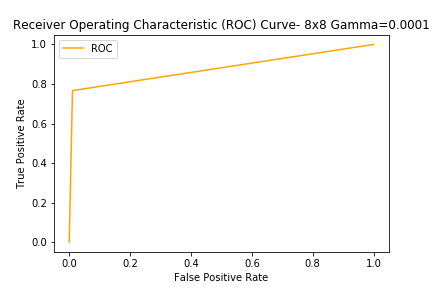 Receiver Operating Characteristic (ROC) Curve- 8x8 Gamma=0.0001
ROC
1.0
0.8
0.6
0.4
0.2
0.0
True Positive Rate
0.0 0.2 0.4 0.6 0.8 1.0
False Positive Rate